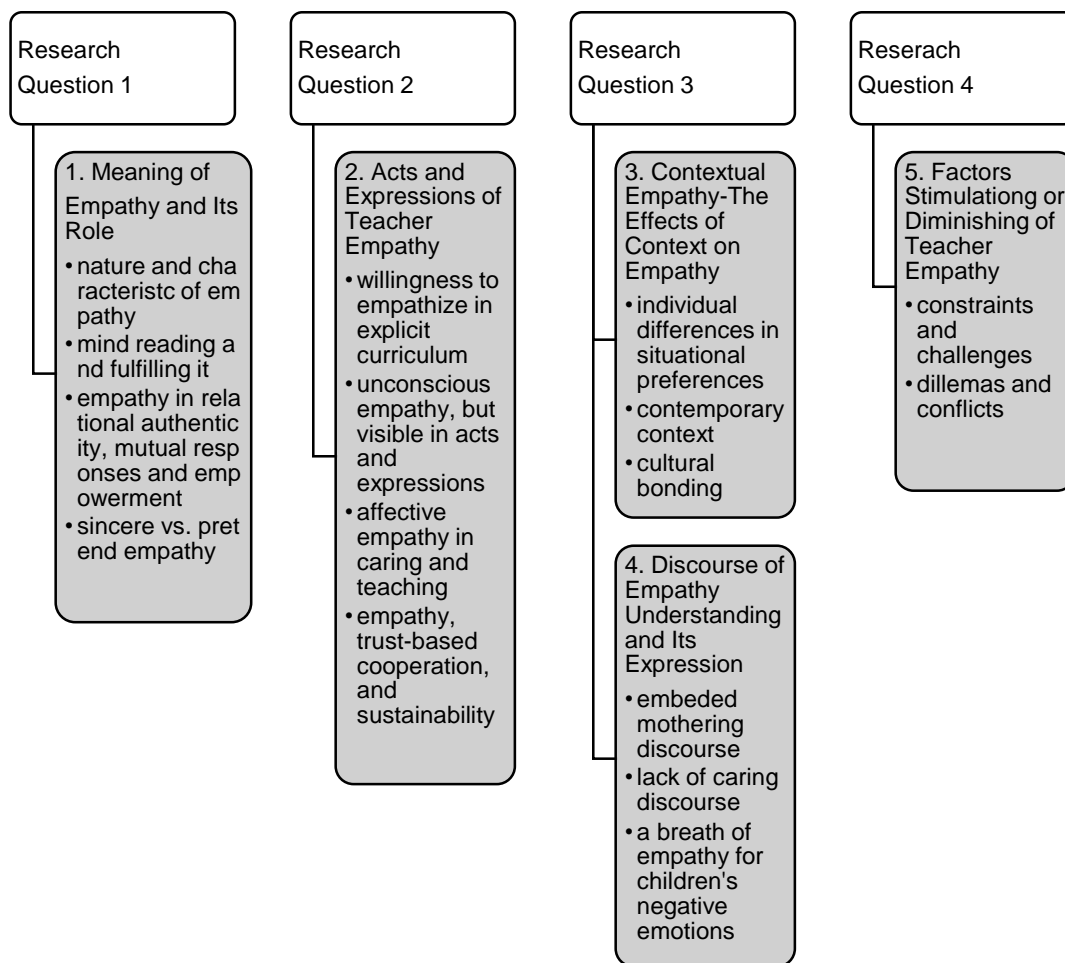 Research
Question 1
1. Meaning of
Empathy and Its
Role
• nature and cha
racteristc of em
pathy
• mind reading a
nd fulfilling it
• empathy in rela
tional authentic
ity, mutual resp
onses and emp
owerment
• sincere vs. pret
end empathy
Research
Question 2
2. Acts and
Expressions of
Teacher
Empathy
• willingness to
empathize in
explicit
curriculum
• unconscious
empathy, but
visible in acts
and
expressions
• affective
empathy in
caring and
teaching
• empathy,
trust-based
cooperation,
and
sustainability
Research
Question 3
3. Contextual
Empathy-The
Effects of
Context on
Empathy
• individual
differences in
situational
preferences
• contemporary
context
• cultural
bonding
4. Discourse of
Empathy
Understanding
and Its
Expression
• embeded
mothering
discourse
• lack of caring
discourse
• a breath of
empathy for
children's
negative
emotions
Reserach
Question 4
5. Factors
Stimulationg or
Diminishing of
Teacher
Empathy
• constraints
and
challenges
• dillemas and
conflicts